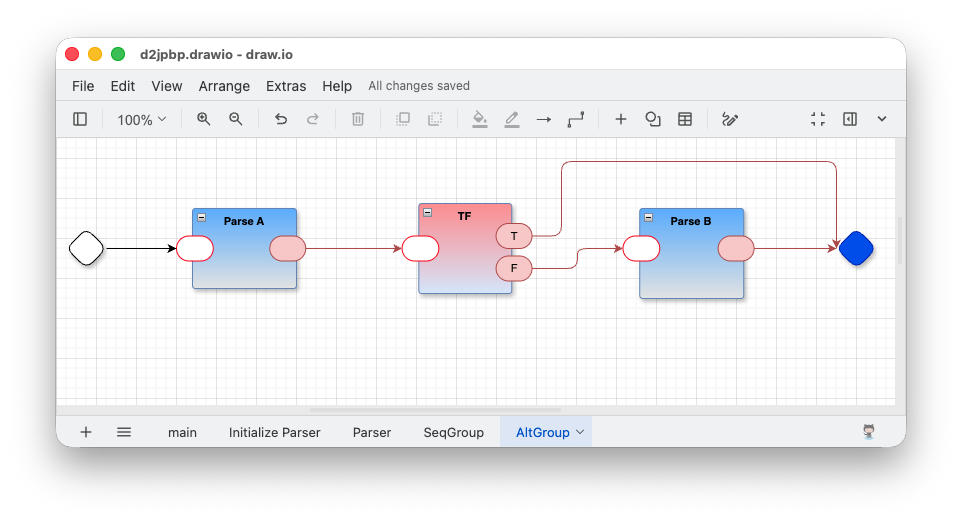 d2jpbp.drawio - draw.io
File Edit View Arrange Extras Help All changes saved
100%
Parse A
TF
T
F
Parse B
main Initialize Parser Parser SeqGroup AltGroup